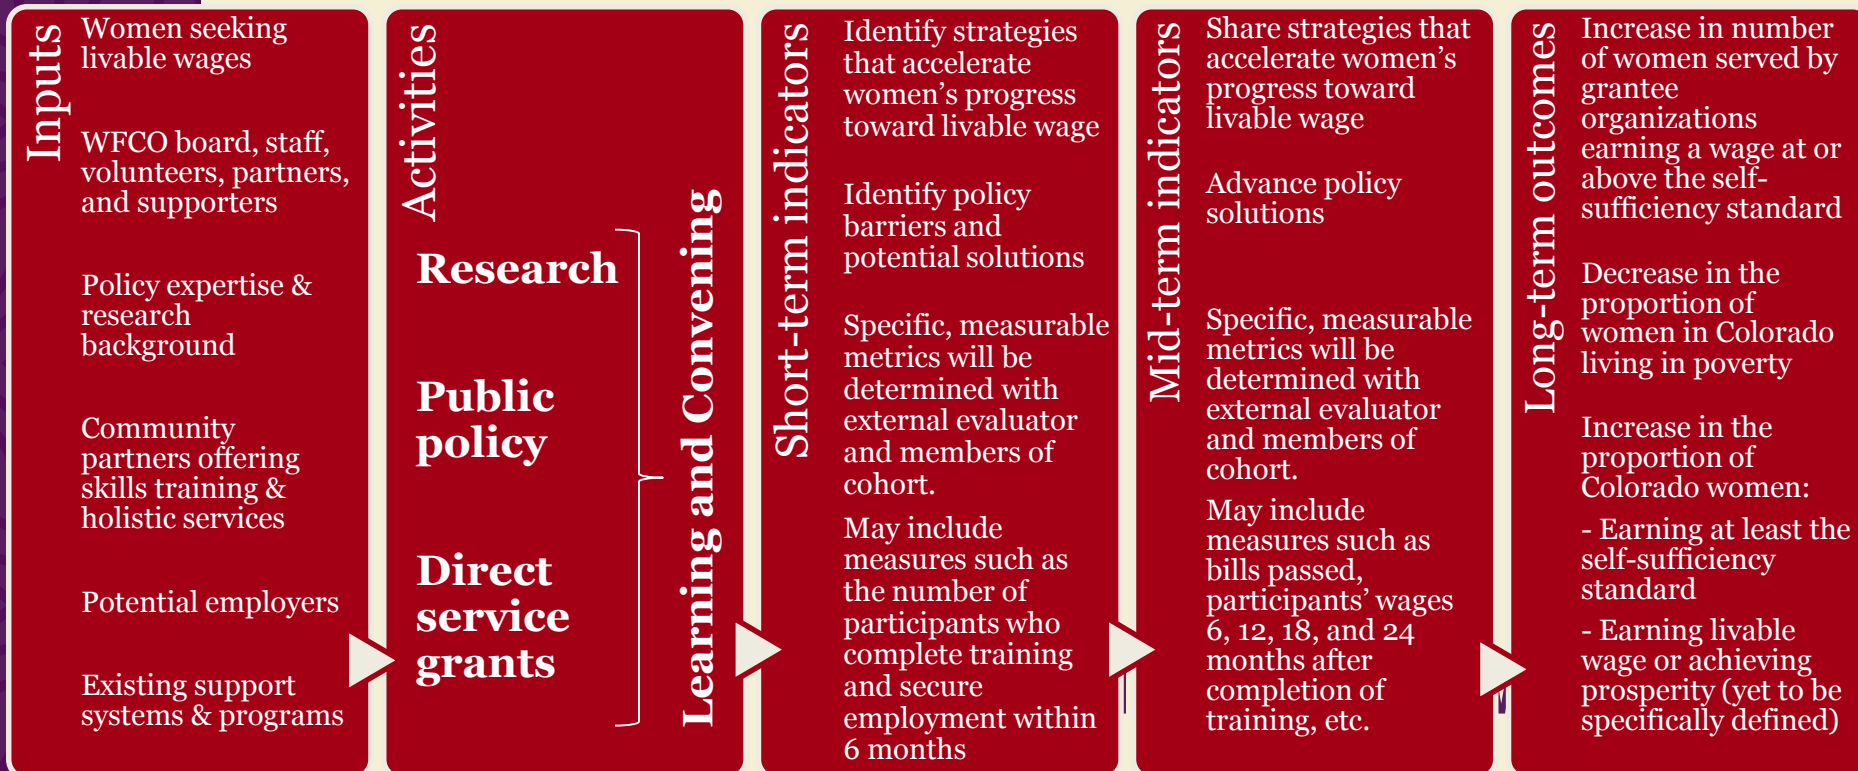 Inputs
Women seeking
livable wages
WFCO board, staff,
volunteers, partners,
and supporters
Policy expertise &
research
background
Community
partners offering
skills training &
holistic services
Potential employers
Existing support
systems & programs
Activities
Research
Public
policy
Direct
service
grants
Learning and Convening
Short-term indicators
Identify strategies
that accelerate
women’s progress
toward livable wage
Identify policy
barriers and
potential solutions
Specific, measurable
metrics will be
determined with
external evaluator
and members of
cohort.
May include
measures such as
the number of
participants who
complete training
and secure
employment within
6 months
Mid-term indicators
Share strategies that
accelerate women’s
progress toward
livable wage
Advance policy
solutions
Specific, measurable
metrics will be
determined with
external evaluator
and members of
cohort.
May include
measures such as
bills passed,
participants’ wages
6, 12, 18, and 24
months after
completion of
training, etc.
Long-term outcomes
Increase in number
of women served by
grantee
organizations
earning a wage at or
above the self-
sufficiency standard
Decrease in the
proportion of
women in Colorado
living in poverty
Increase in the
proportion of
Colorado women:
- Earning at least the
self-sufficiency
standard
- Earning livable
wage or achieving
prosperity (yet to be
specifically defined)